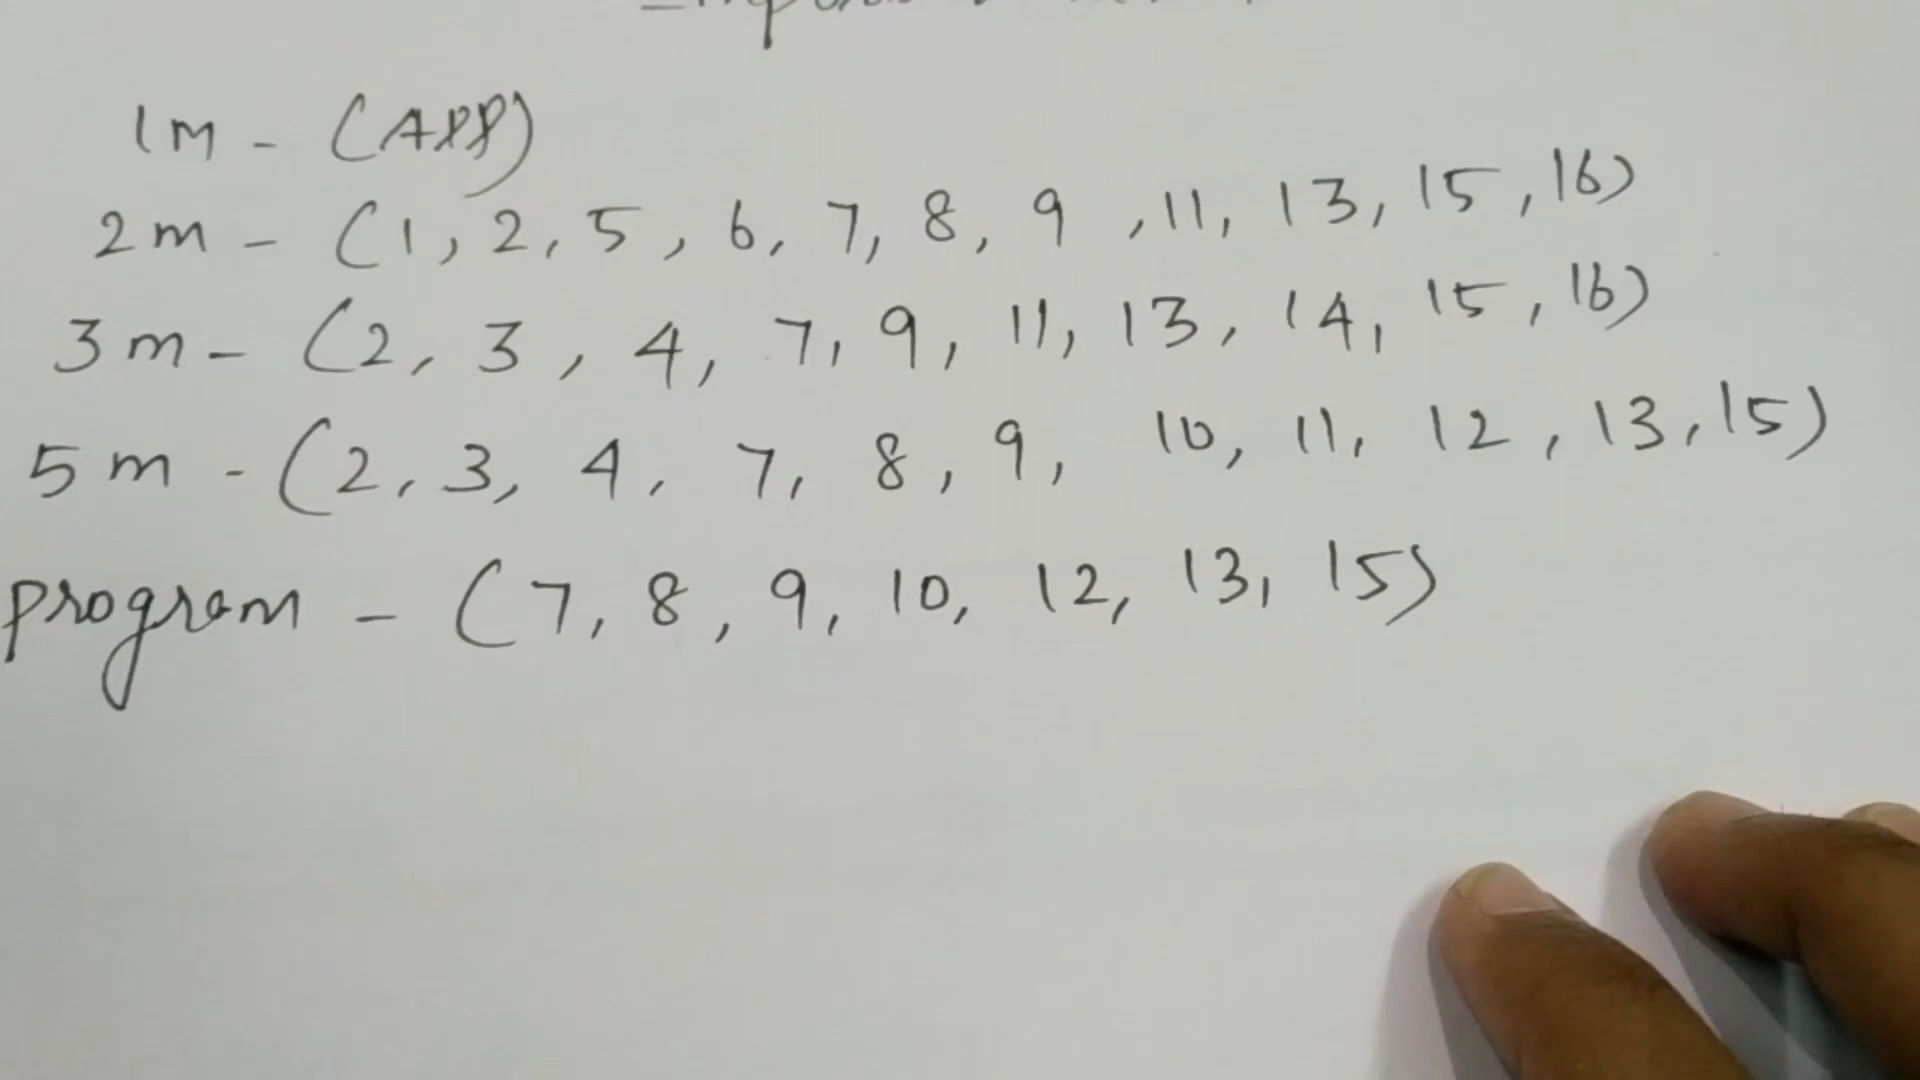 1m - (All)
2m - (1, 2, 5, 6, 7, 8, 9, 11, 13, 15, 16)
3m - (2, 3, 4, 7, 9, 11, 13, 14, 15, 16)
5m - (2, 3, 4, 7, 8, 9, 10, 11, 12, 13, 15)
program - (7, 8, 9, 10, 12, 13, 15)